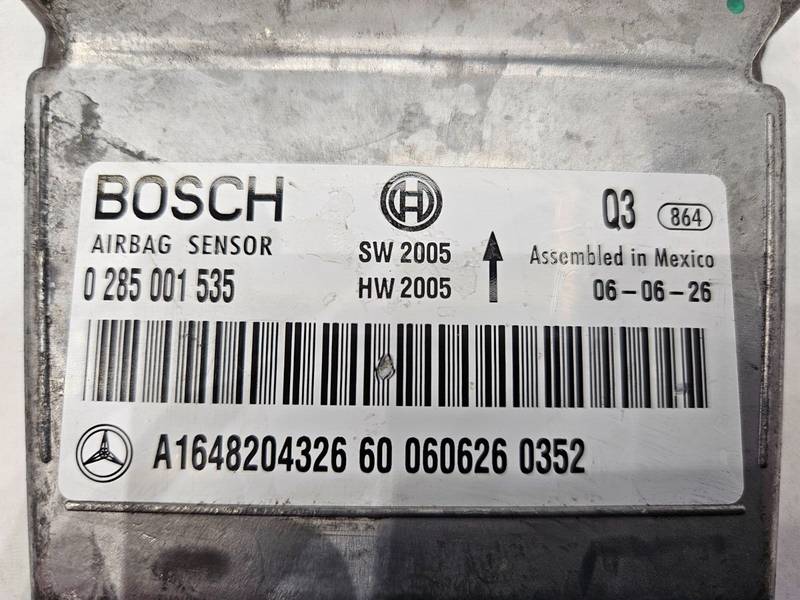 BOSCH
Q3 864
AIRBAG SENSOR
SW 2005
Assembled in Mexico
0 285 001 535
HW 2005
06-06-26
A1648204326 60 060626 0352